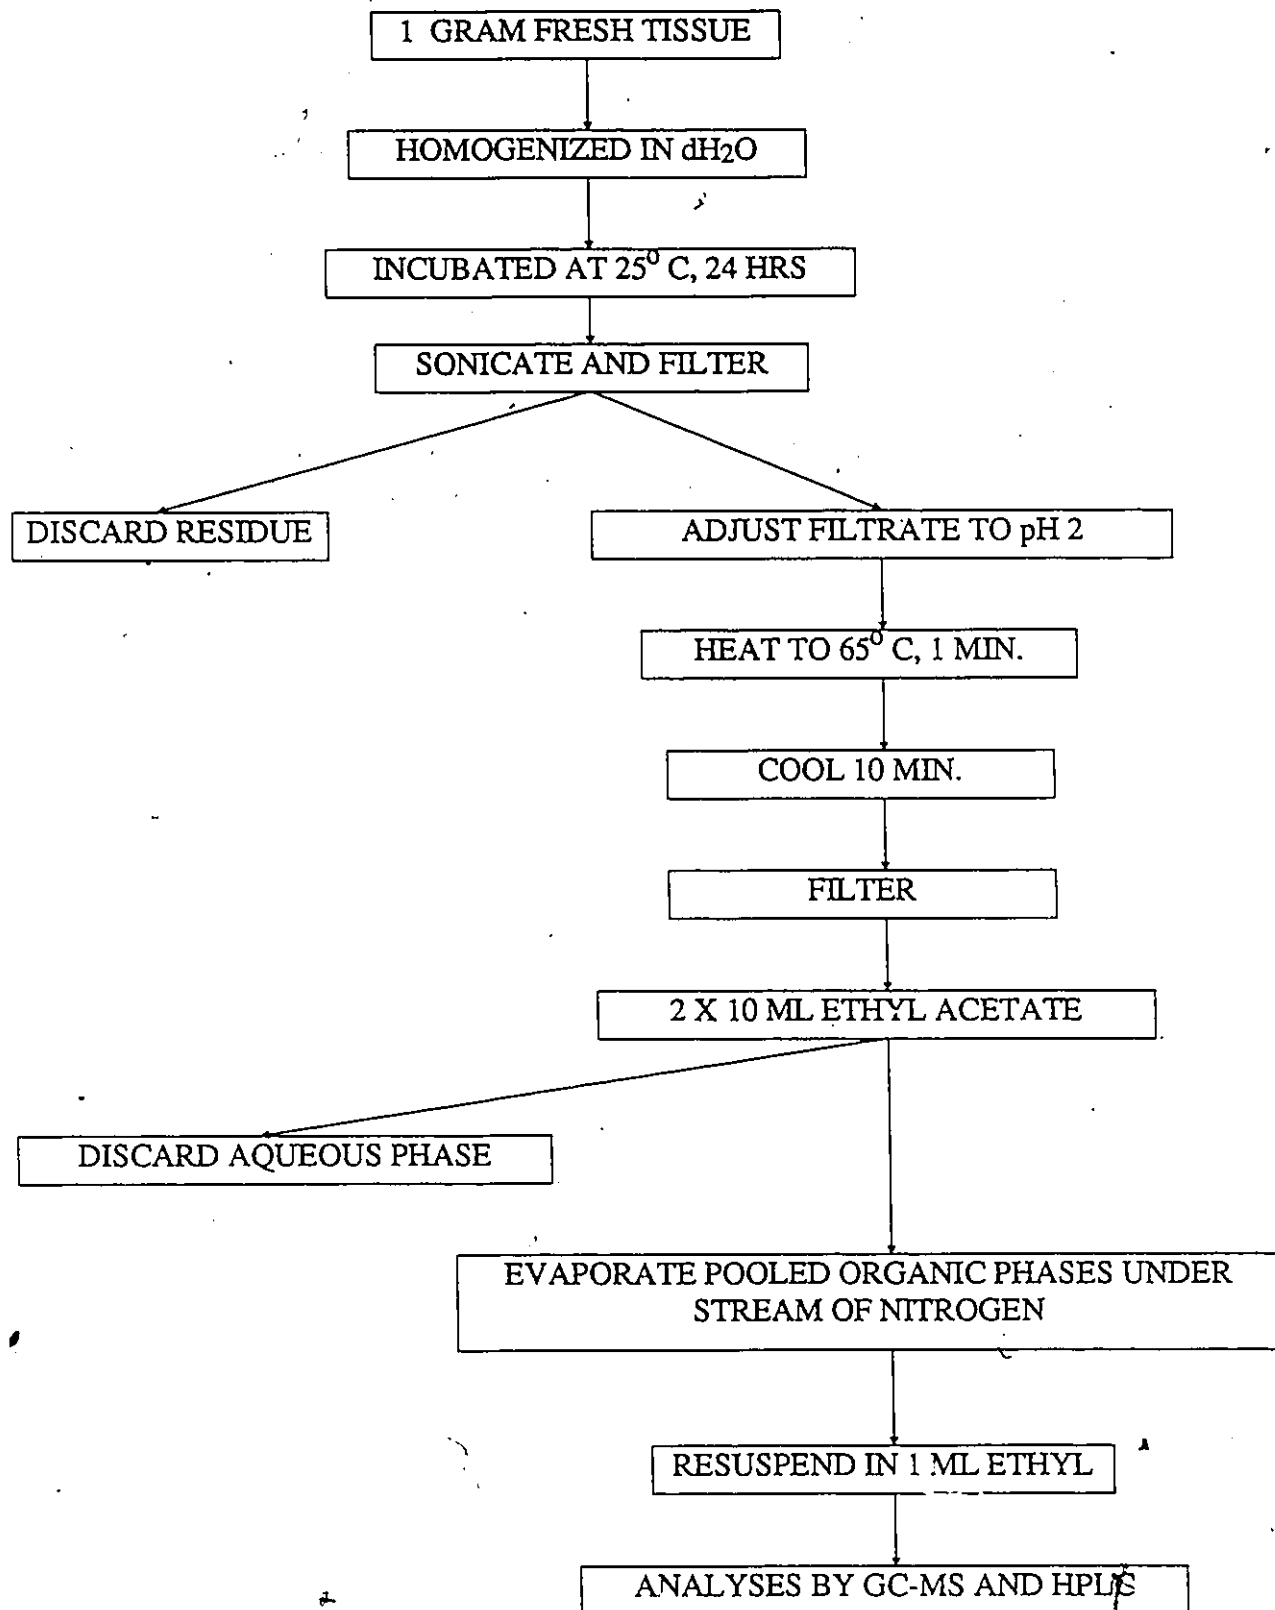 1 GRAM FRESH TISSUE
HOMOGENIZED IN dH2O
INCUBATED AT 25° C, 24 HRS
SONICATE AND FILTER
DISCARD RESIDUE
ADJUST FILTRATE TO pH 2
HEAT TO 65° C, 1 MIN.
COOL 10 MIN.
FILTER
2 X 10 ML ETHYL ACETATE
DISCARD AQUEOUS PHASE
EVAPORATE POOLED ORGANIC PHASES UNDER
STREAM OF NITROGEN
RESUSPEND IN 1 ML ETHYL
ANALYSES BY GC-MS AND HPLC